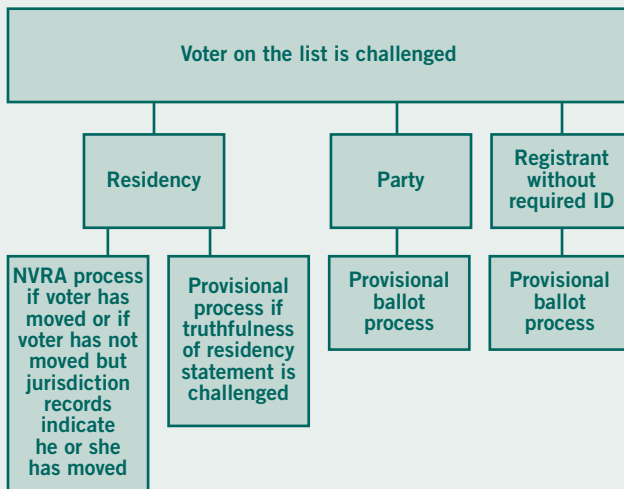 Voter on the list is challenged
Residency
Party
Registrant
without
required ID
NVRA process
if voter has
moved or if
voter has not
moved but
jurisdiction
records
indicate
he or she
has moved
Provisional
process if
truthfulness
of residency
statement is
challenged
Provisional
ballot
process
Provisional
ballot
process